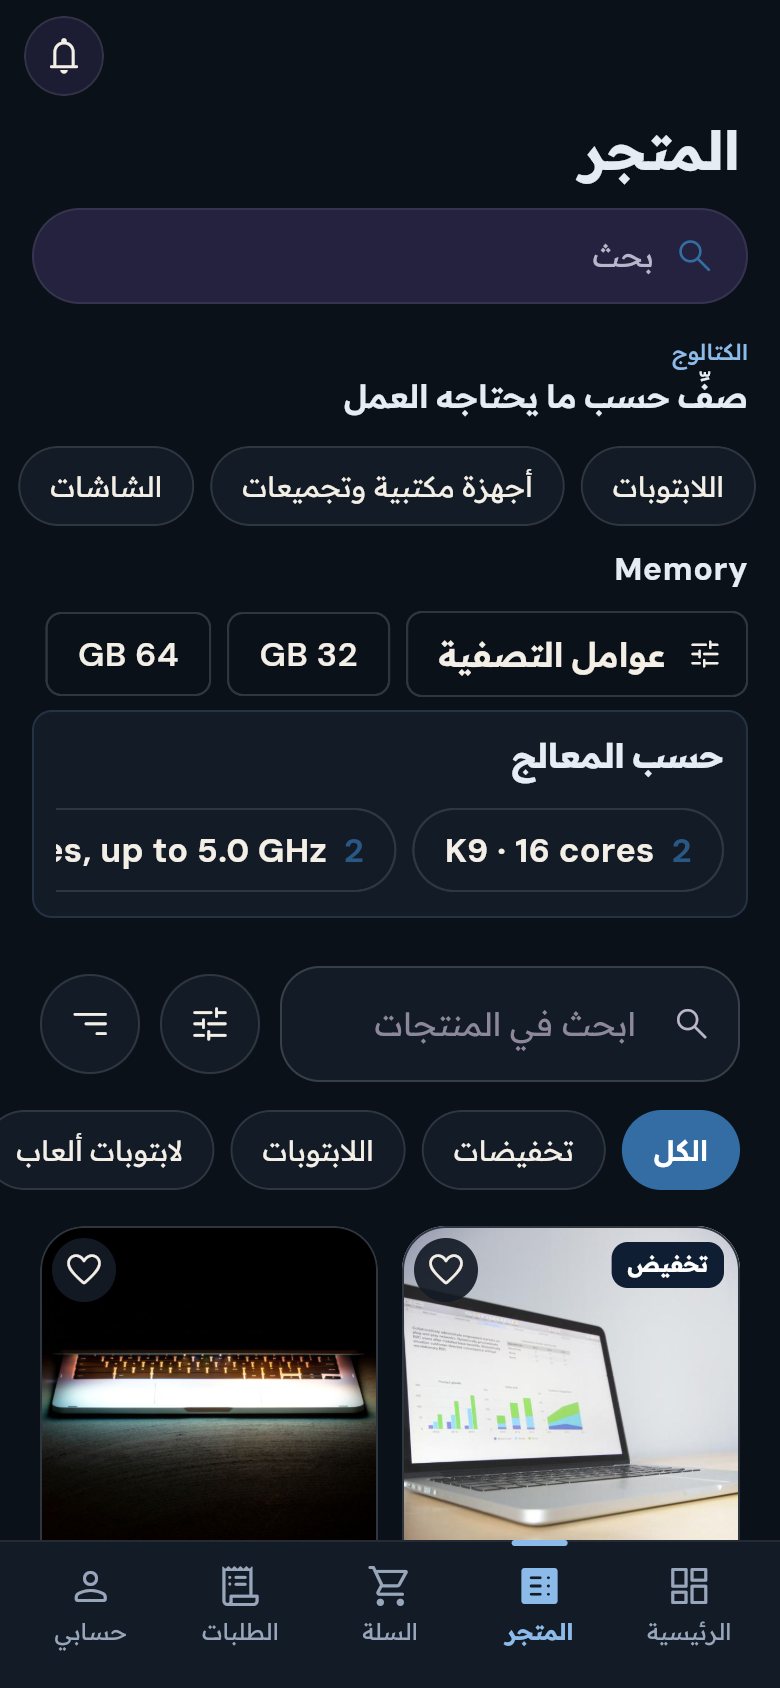 المتجر
بحث
الكتالوج
صفِّ حسب ما يحتاجه العمل
اللابتوبات
أجهزة مكتبية وتجميعات
الشاشات
Memory
عوامل التصفية
32 GB
64 GB
حسب المعالج
K9 · 16 cores 2
es, up to 5.0 GHz 2
ابحث في المنتجات
الكل
تخفيضات
اللابتوبات
لابتوبات ألعاب
تخفيض
الرئيسية
المتجر
السلة
الطلبات
حسابي